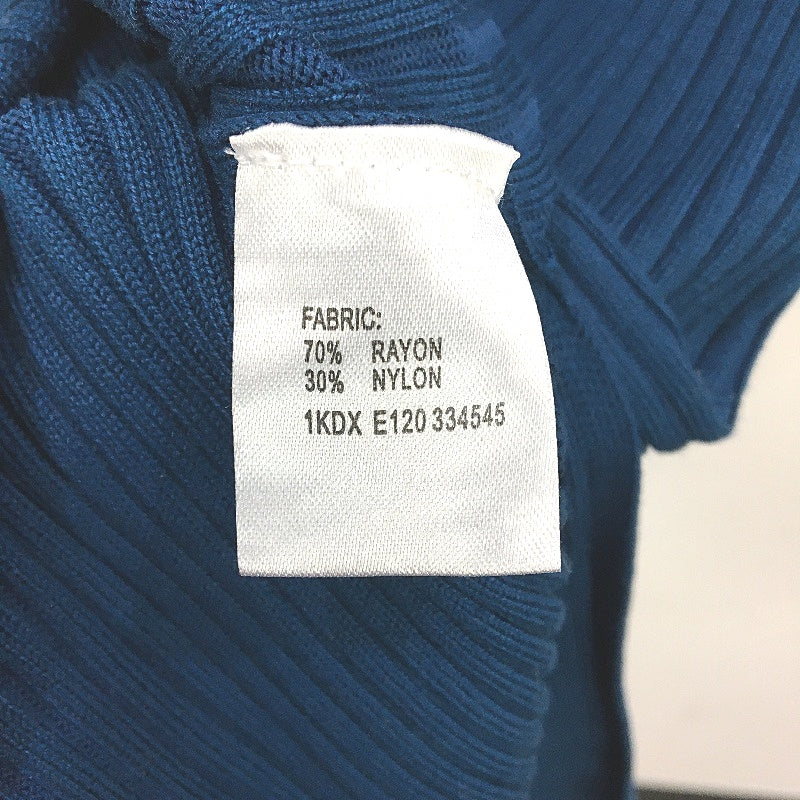 FABRIC:
70% RAYON
30% NYLON
1KDX E120 334545